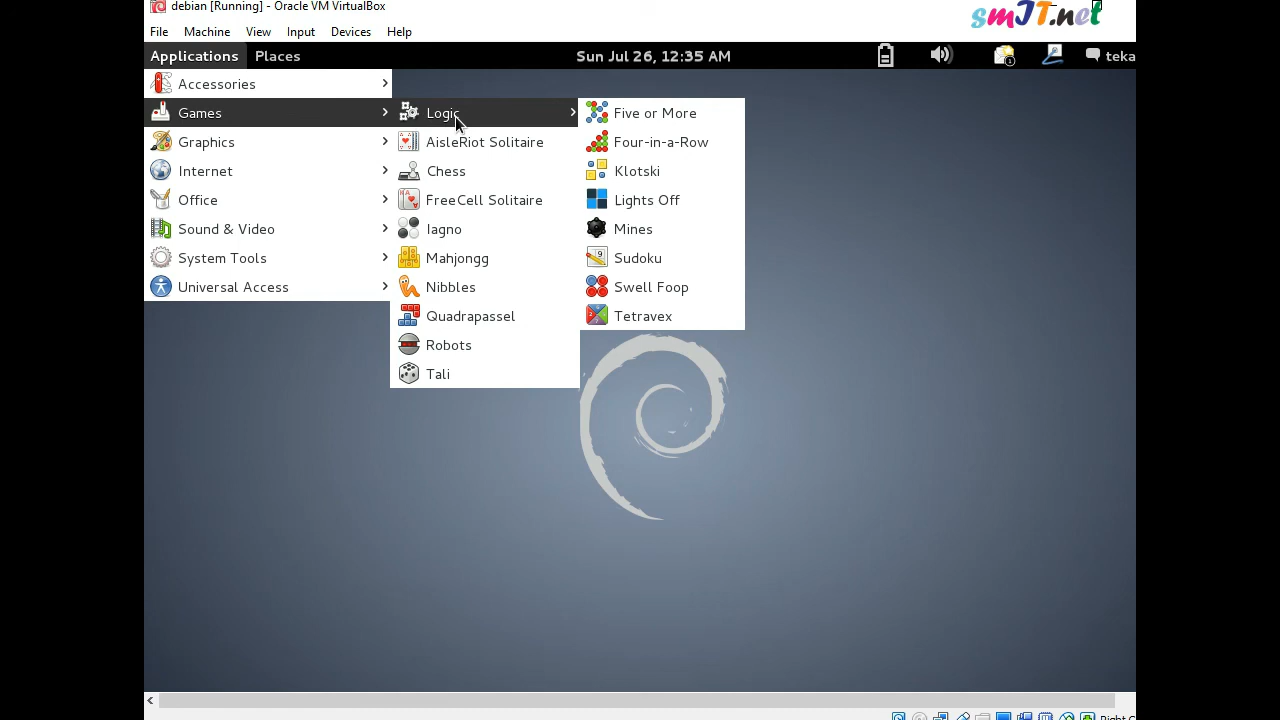 debian [Running] - Oracle VM VirtualBox
smIT.net
File Machine View Input Devices Help
Applications Places Sun Jul 26, 12:35 AM teka
Accessories
Games
Graphics
Internet
Office
Sound & Video
System Tools
Universal Access
Logic
AisleRiot Solitaire
Chess
FreeCell Solitaire
Iagno
Mahjongg
Nibbles
Quadrapassel
Robots
Tali
Five or More
Four-in-a-Row
Klotski
Lights Off
Mines
Sudoku
Swell Foop
Tetravex
Right C